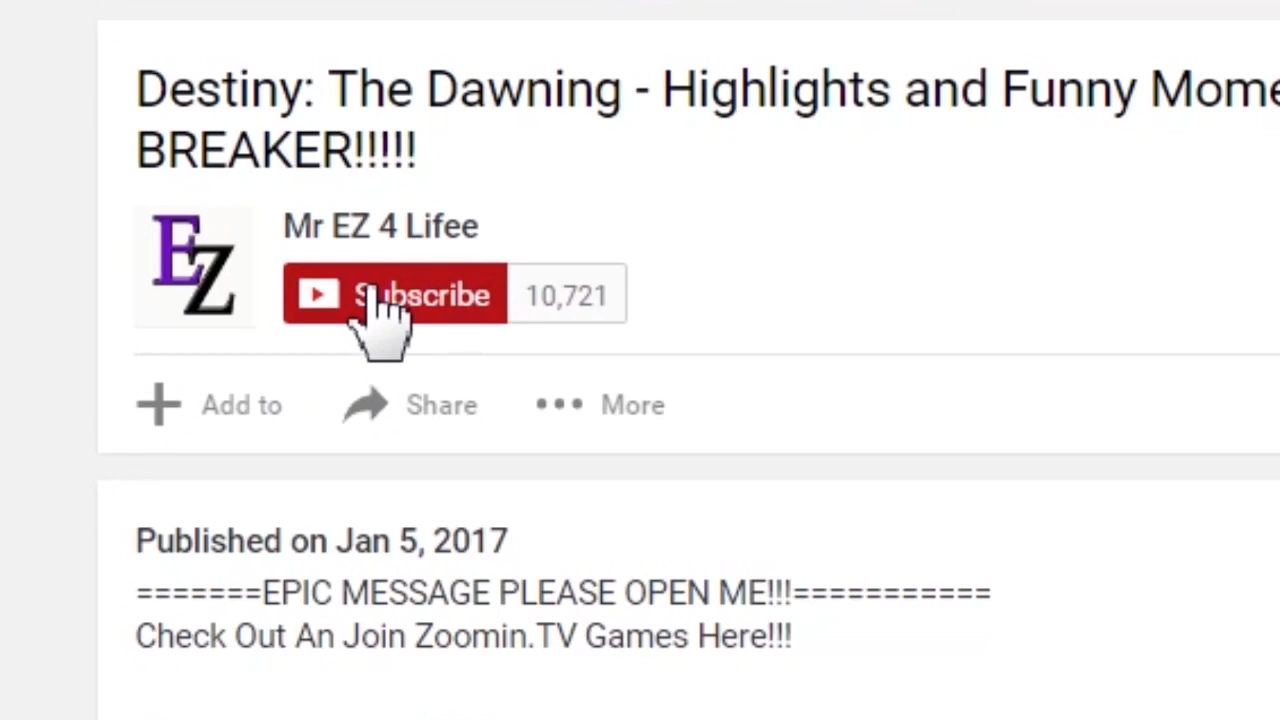 Destiny: The Dawning - Highlights and Funny Mome
BREAKER!!!!!
EZ
Mr EZ 4 Lifee
Subscribe 10,721
Add to Share More
Published on Jan 5, 2017
=======EPIC MESSAGE PLEASE OPEN ME!!!===========
Check Out An Join Zoomin.TV Games Here!!!